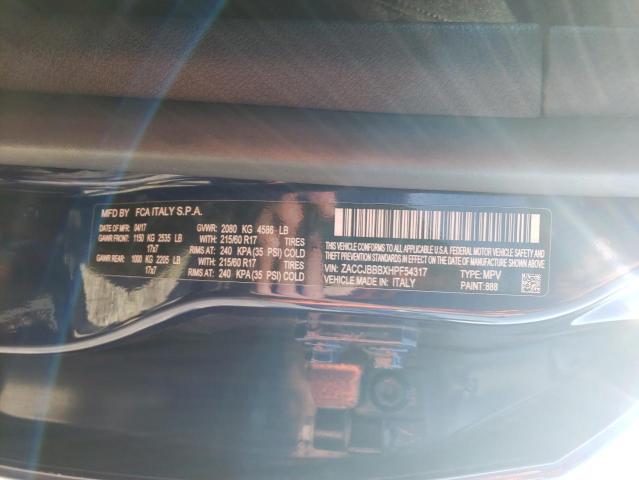 MFD BY FCA ITALY S.P.A.
DATE OF MFR: 04/17 GVWR: 2080 KG 4586 LB
GAWR FRONT: 1150 KG 2535 LB 215/60 R17 TIRES
17x7 RIMS AT: 240 KPA(35 PSI) COLD
GAWR REAR: 1000 KG 2205 LB 215/60 R17 TIRES
17x7 RIMS AT: 240 KPA(35 PSI) COLD
THIS VEHICLE CONFORMS TO ALL APPLICABLE U.S.A. FEDERAL MOTOR VEHICLE SAFETY, BUMPER AND
THEFT PREVENTION STANDARDS IN EFFECT ON THE DATE OF MANUFACTURE SHOWN ABOVE.
VIN: ZACCJBBBXHPF54317 TYPE: MPV
VEHICLE MADE IN: ITALY PAINT: 888